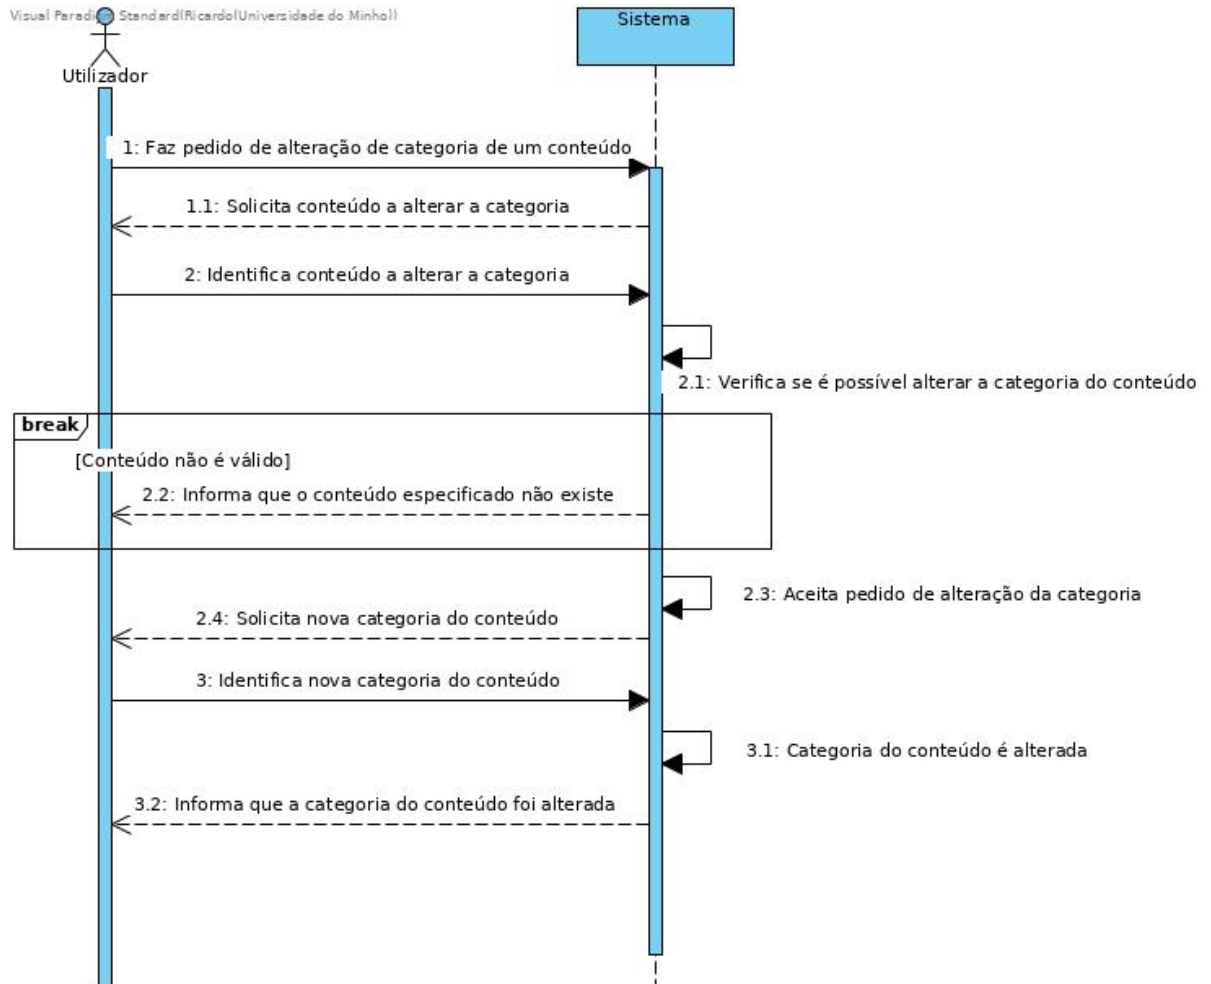 Visual Paradigm Standard(Ricardo(Universidade do Minho))
Sistema
Utilizador
1: Faz pedido de alteração de categoria de um conteúdo
1.1: Solicita conteúdo a alterar a categoria
2: Identifica conteúdo a alterar a categoria
2.1: Verifica se é possível alterar a categoria do conteúdo
break
[Conteúdo não é válido]
2.2: Informa que o conteúdo especificado não existe
2.3: Aceita pedido de alteração da categoria
2.4: Solicita nova categoria do conteúdo
3: Identifica nova categoria do conteúdo
3.1: Categoria do conteúdo é alterada
3.2: Informa que a categoria do conteúdo foi alterada